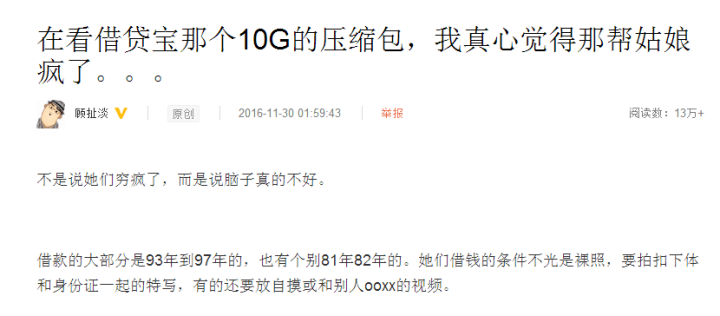 在看借贷宝那个10G的压缩包，我真心觉得那帮姑娘
疯了。。。
顾扯淡 原创 2016-11-30 01:59:43 举报 阅读数：13万+
不是说她们穷疯了，而是说脑子真的不好。
借款的大部分是93年到97年的，也有个别81年82年的。她们借钱的条件不光是裸照，要拍扣下体
和身份证一起的特写，有的还要放自摸或和别人ooxx的视频。